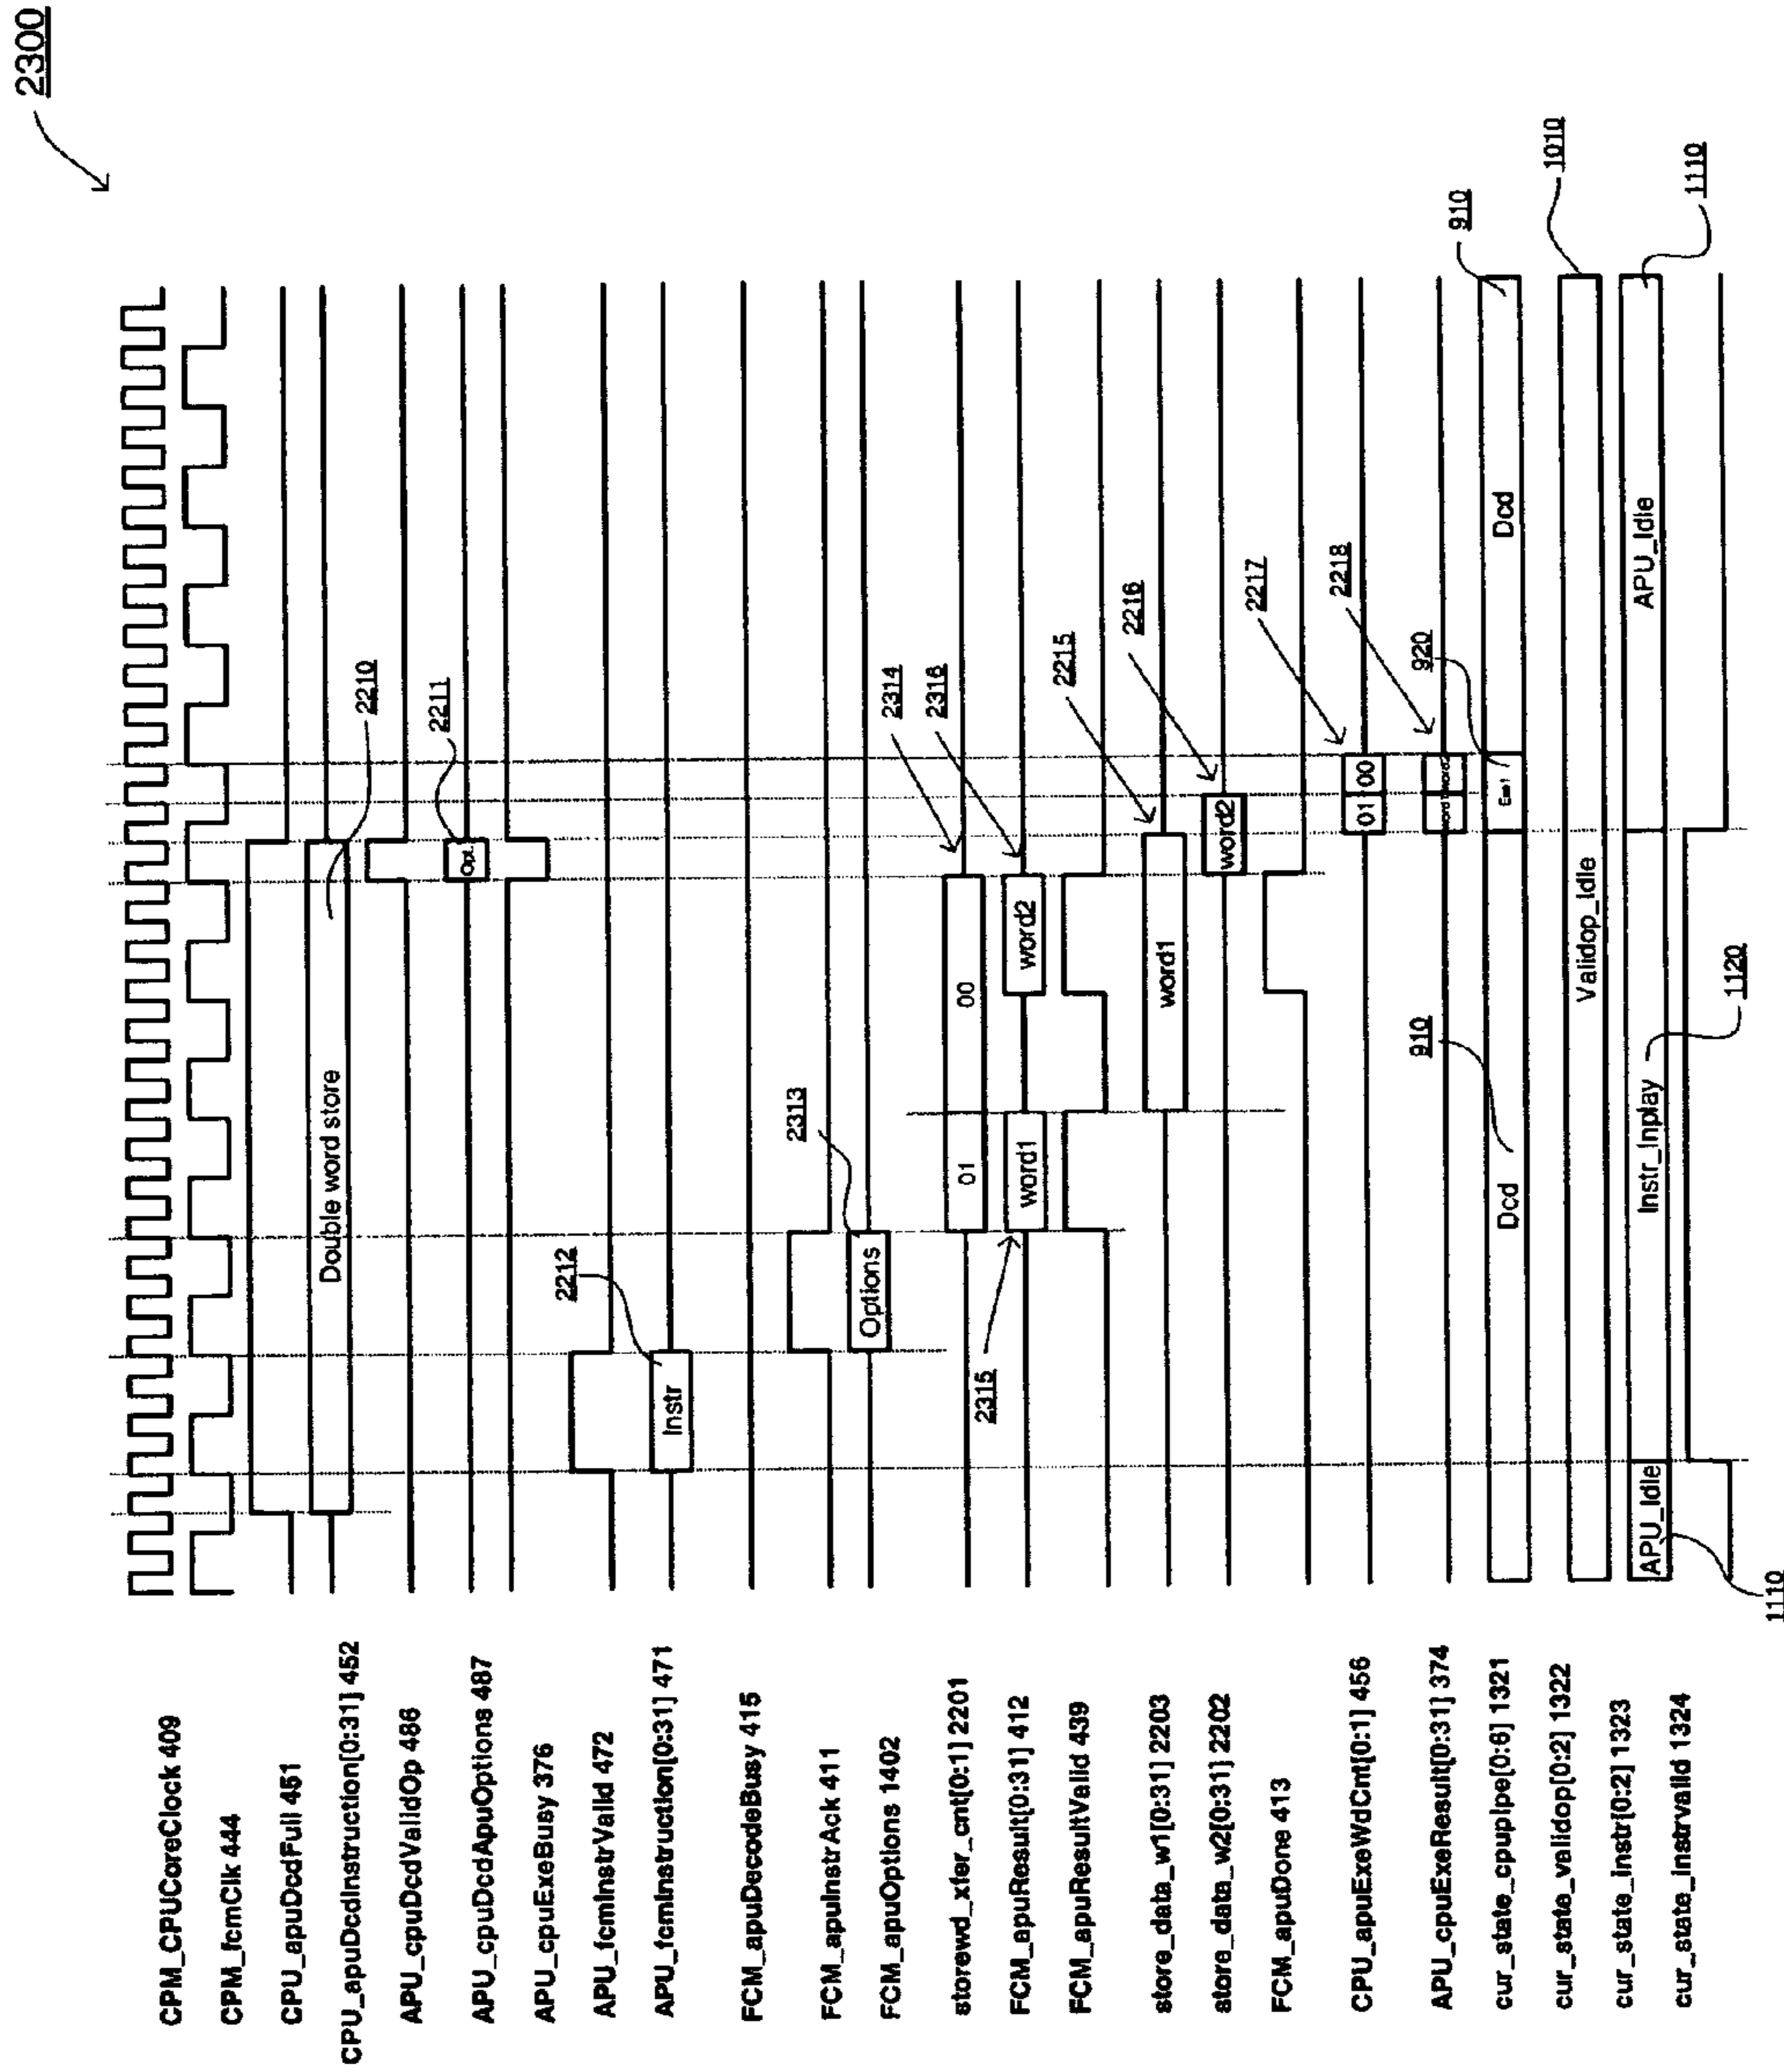 2300
CPM_CPUCoreClock 409
CPM_fcmClk 444
CPU_apuDcdFull 451
CPU_apuDcdInstruction[0:31] 452
Double word store
2210
APU_cpuDcdValidOp 486
APU_cpuDcdApuOptions 487
Opt.
2211
APU_cpuExeBusy 376
APU_fcmInstrValid 472
APU_fcmInstruction[0:31] 471
Instr
2212
FCM_apuDecodeBusy 415
FCM_apuInstrAck 411
FCM_apuOptions 1402
Options
2313
storewd_xfer_cnt[0:1] 2201
01
00
2314
FCM_apuResult[0:31] 412
2315
word1
word2
2316
FCM_apuResultValid 439
store_data_w1[0:31] 2203
word1
2215
store_data_w2[0:31] 2202
word2
2216
FCM_apuDone 413
CPU_apuExeWdCnt[0:1] 456
01
00
2217
APU_cpuExeResult[0:31] 374
2218
cur_state_cpupipe[0:6] 1321
Dcd
910
Exe1
920
Dcd
910
cur_state_validop[0:2] 1322
Validop_Idle
1010
cur_state_instr[0:2] 1323
APU_Idle
1110
Instr_Inplay
1120
APU_Idle
1110
cur_state_instrvalid 1324